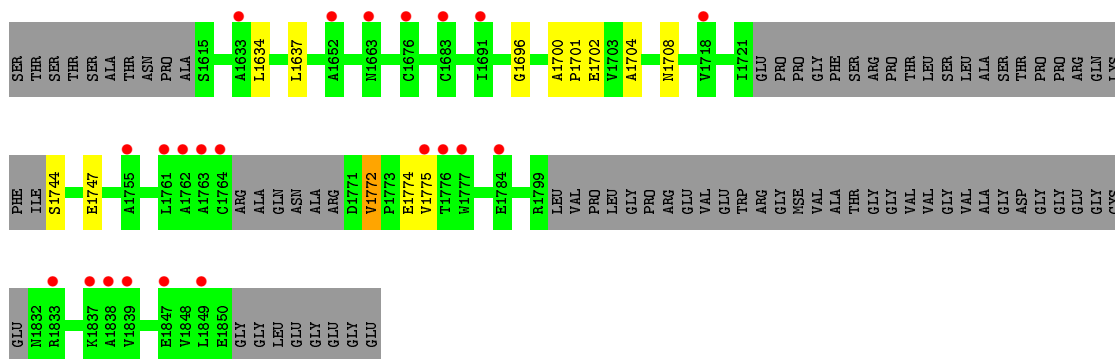 SER THR SER THR SER ALA THR ASN PRO ALA S1615 A1633 L1634 L1637 A1652 N1663 C1676 C1683 I1691 G1696 A1700 P1701 E1702 V1703 A1704 N1708 V1718 I1721 GLU PRO PRO GLY PHE SER ARG PRO THR LEU SER LEU ALA SER THR PRO PRO ARG GLN LYS
PHE ILE S1744 E1747 A1755 L1761 A1762 A1763 C1764 ARG ALA GLN ASN ALA ARG D1771 V1772 P1773 E1774 V1775 T1776 W1777 E1784 R1799 LEU VAL PRO LEU GLY PRO ARG GLU VAL GLU TRP ARG GLY MSE VAL ALA THR GLY GLY VAL VAL GLY VAL ALA GLY ASP GLY GLY GLU GLY CYS
GLU N1832 R1833 K1837 A1838 V1839 E1847 V1848 L1849 E1850 GLY GLY LEU GLU GLY ALA GLY GLU GLY GLU